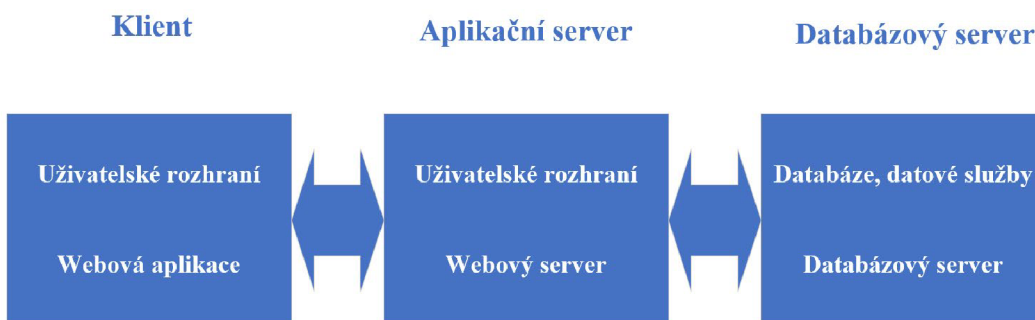 Klient
Aplikační server
Databázový server
Uživatelské rozhraní
Webová aplikace
Uživatelské rozhraní
Webový server
Databáze, datové služby
Databázový server